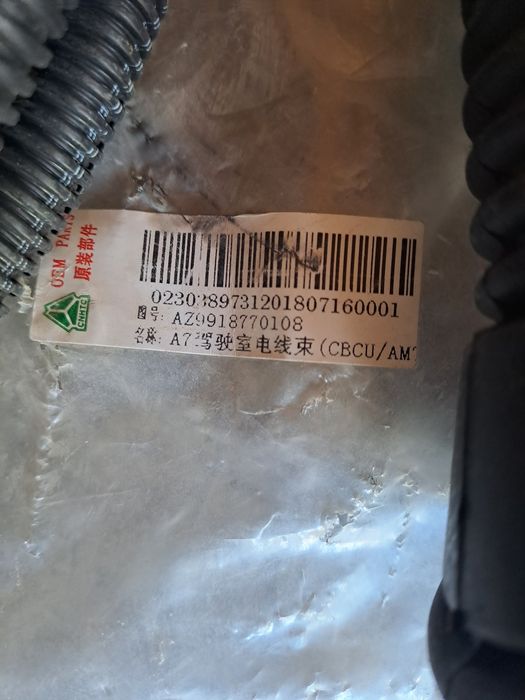 OEM PARTS
原装部件
CNHTC
0230389731201807160001
图号: AZ9918770108
名称: A7驾驶室电线束(CBCU/AM